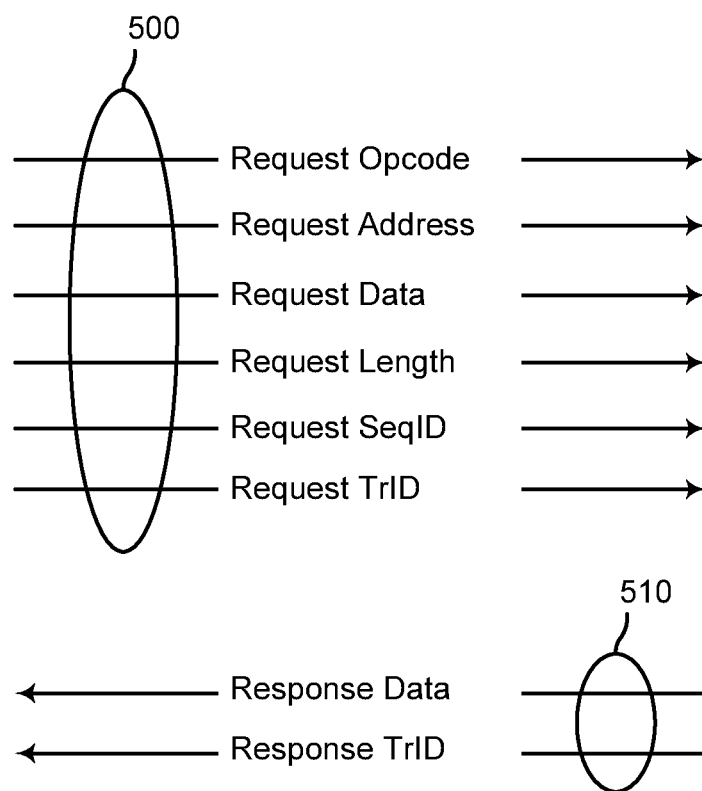 500
Request Opcode
Request Address
Request Data
Request Length
Request SeqID
Request TrID
510
Response Data
Response TrID